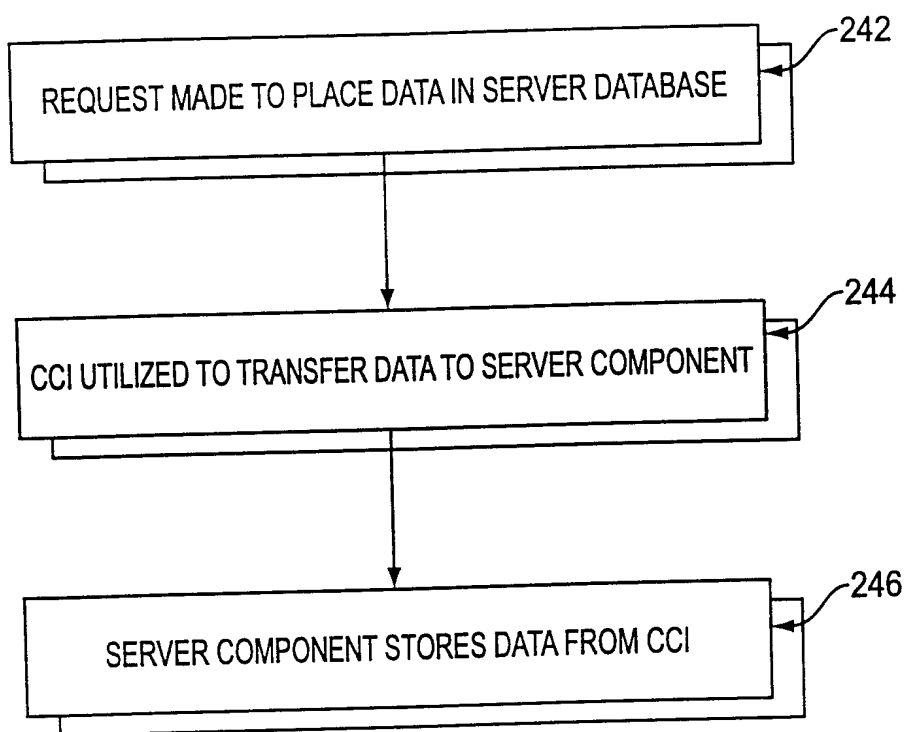 242
REQUEST MADE TO PLACE DATA IN SERVER DATABASE
244
CCI UTILIZED TO TRANSFER DATA TO SERVER COMPONENT
246
SERVER COMPONENT STORES DATA FROM CCI